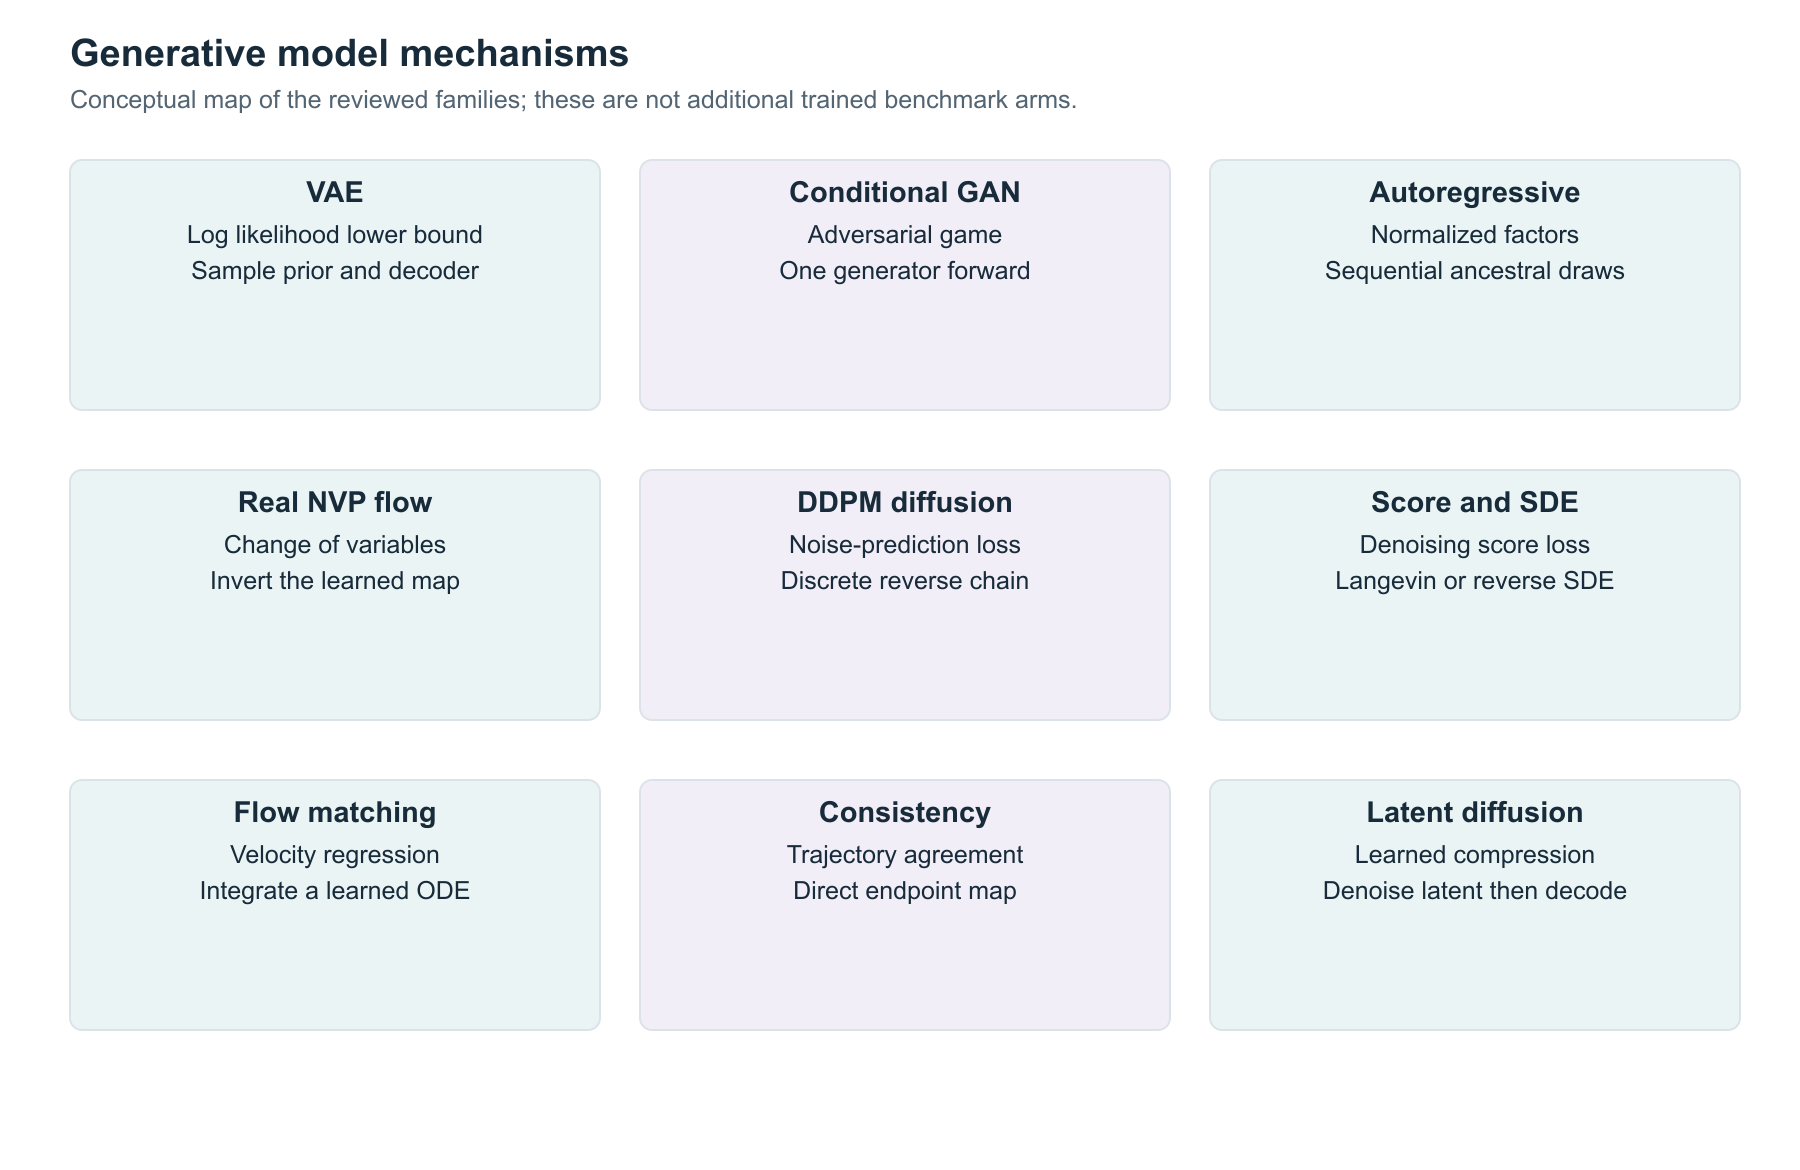 Generative model mechanisms
Conceptual map of the reviewed families; these are not additional trained benchmark arms.
VAE
Log likelihood lower bound
Sample prior and decoder
Conditional GAN
Adversarial game
One generator forward
Autoregressive
Normalized factors
Sequential ancestral draws
Real NVP flow
Change of variables
Invert the learned map
DDPM diffusion
Noise-prediction loss
Discrete reverse chain
Score and SDE
Denoising score loss
Langevin or reverse SDE
Flow matching
Velocity regression
Integrate a learned ODE
Consistency
Trajectory agreement
Direct endpoint map
Latent diffusion
Learned compression
Denoise latent then decode